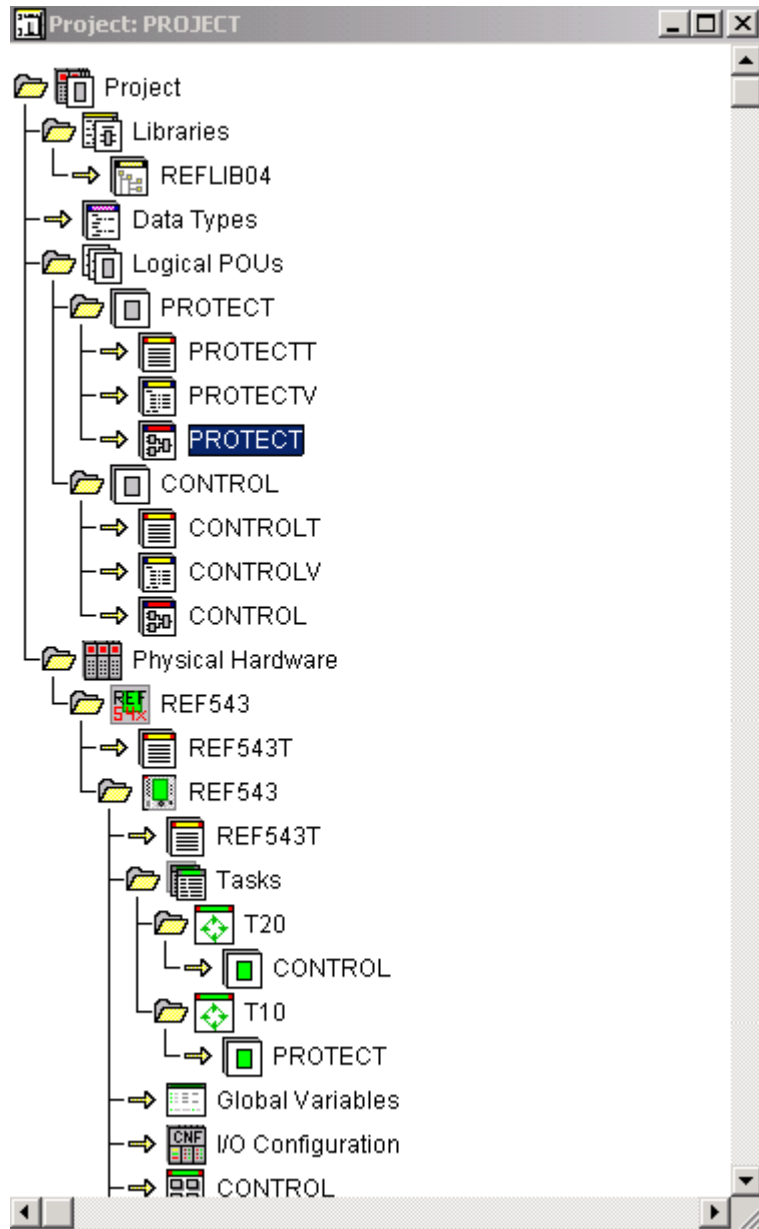 Project: PROJECT
Project
Libraries
REFLIB04
Data Types
Logical POUs
PROTECT
PROTECTT
PROTECTV
PROTECT
CONTROL
CONTROLT
CONTROLV
CONTROL
Physical Hardware
REF 54x REF543
REF543T
REF543
REF543T
Tasks
T20
CONTROL
T10
PROTECT
Global Variables
CNF I/O Configuration
CONTROL